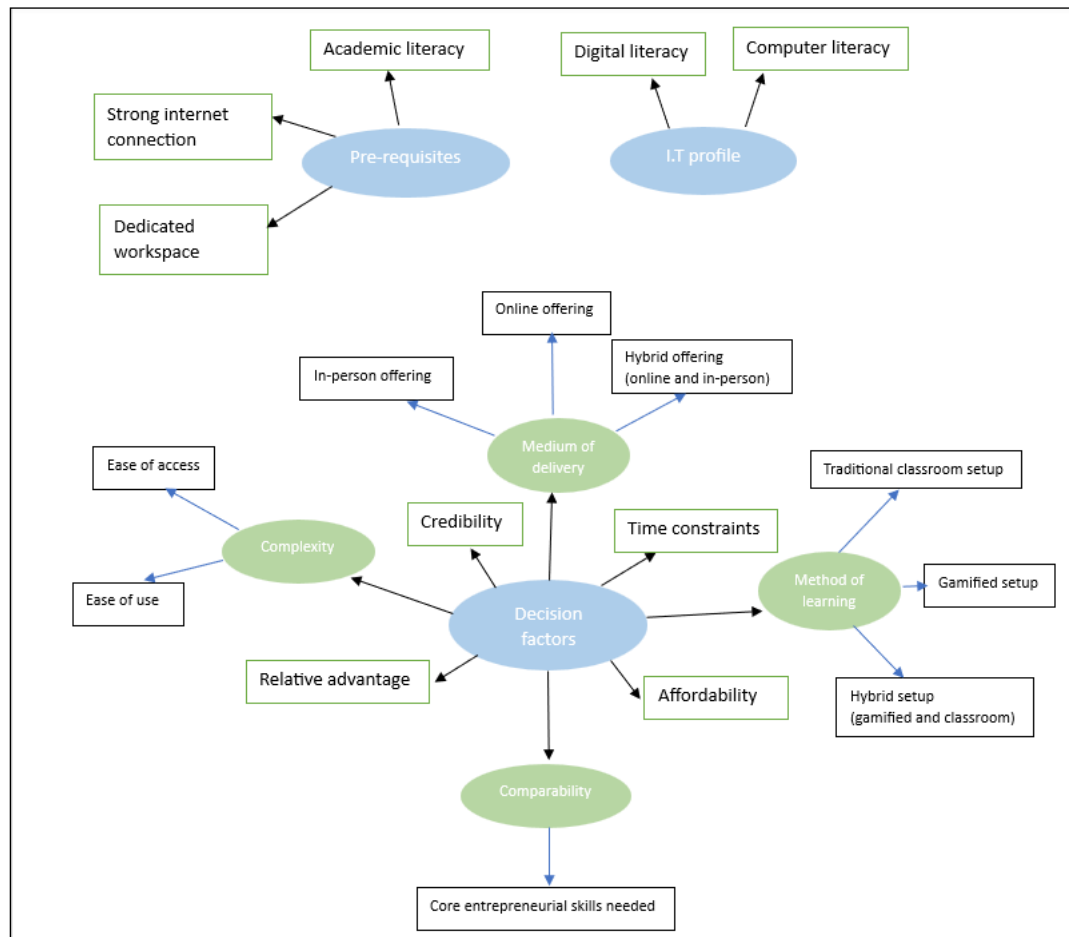 Academic literacy
Digital literacy
Computer literacy
Strong internet
connection
Pre-requisites
I.T profile
Dedicated
workspace
Online offering
In-person offering
Hybrid offering
(online and in-person)
Medium of
delivery
Ease of access
Traditional classroom setup
Credibility
Time constraints
Complexity
Method of
learning
Gamified setup
Ease of use
Decision
factors
Relative advantage
Affordability
Hybrid setup
(gamified and classroom)
Comparability
Core entrepreneurial skills needed